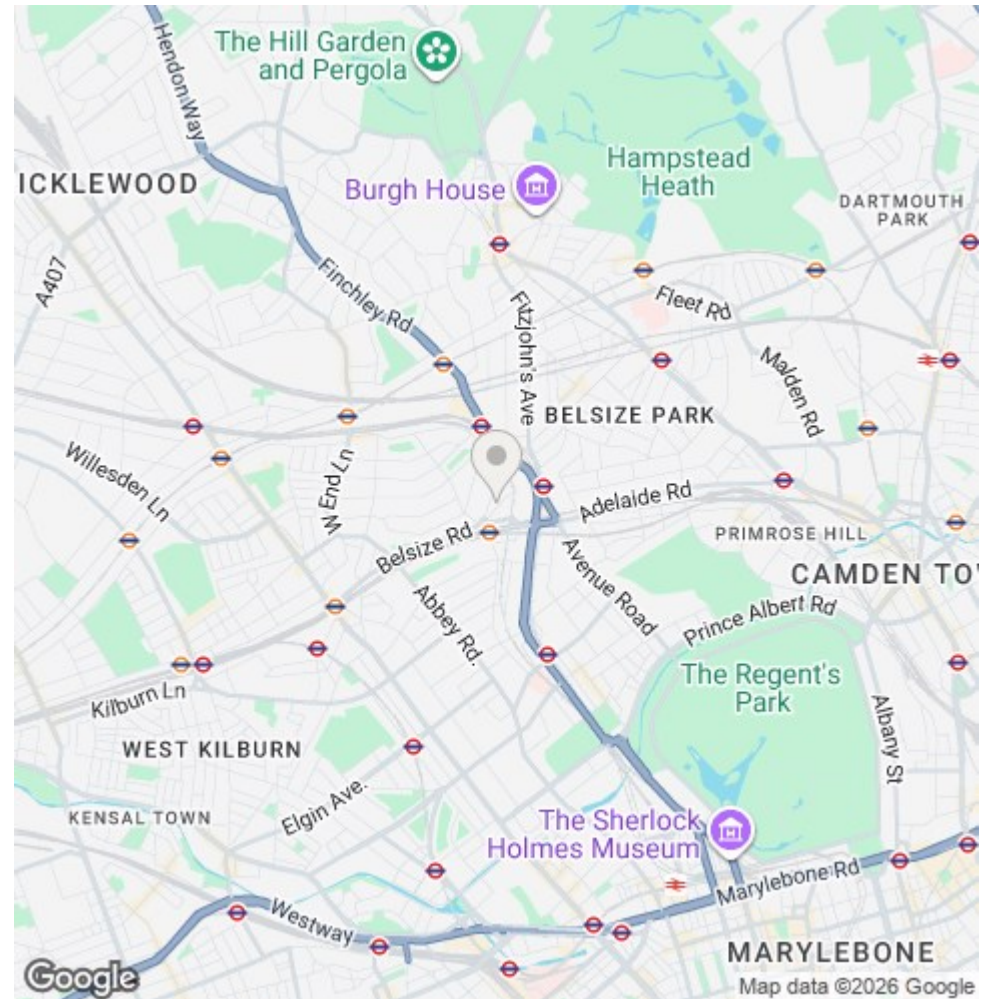 The Hill Garden
and Pergola
Hendon Way
ICKLEWOOD
Burgh House
Hampstead
Heath
DARTMOUTH
PARK
A407
Finchley Rd
Fitzjohn's Ave
Fleet Rd
Malden Rd
BELSIZE PARK
Willesden Ln
W End Ln
Adelaide Rd
Belsize Rd
PRIMROSE HILL
Avenue Road
CAMDEN TO
Abbey Rd.
Prince Albert Rd
The Regent's
Park
Kilburn Ln
Albany St
WEST KILBURN
Elgin Ave.
KENSAL TOWN
The Sherlock
Holmes Museum
Marylebone Rd
Westway
MARYLEBONE
Google
Map data ©2026 Google